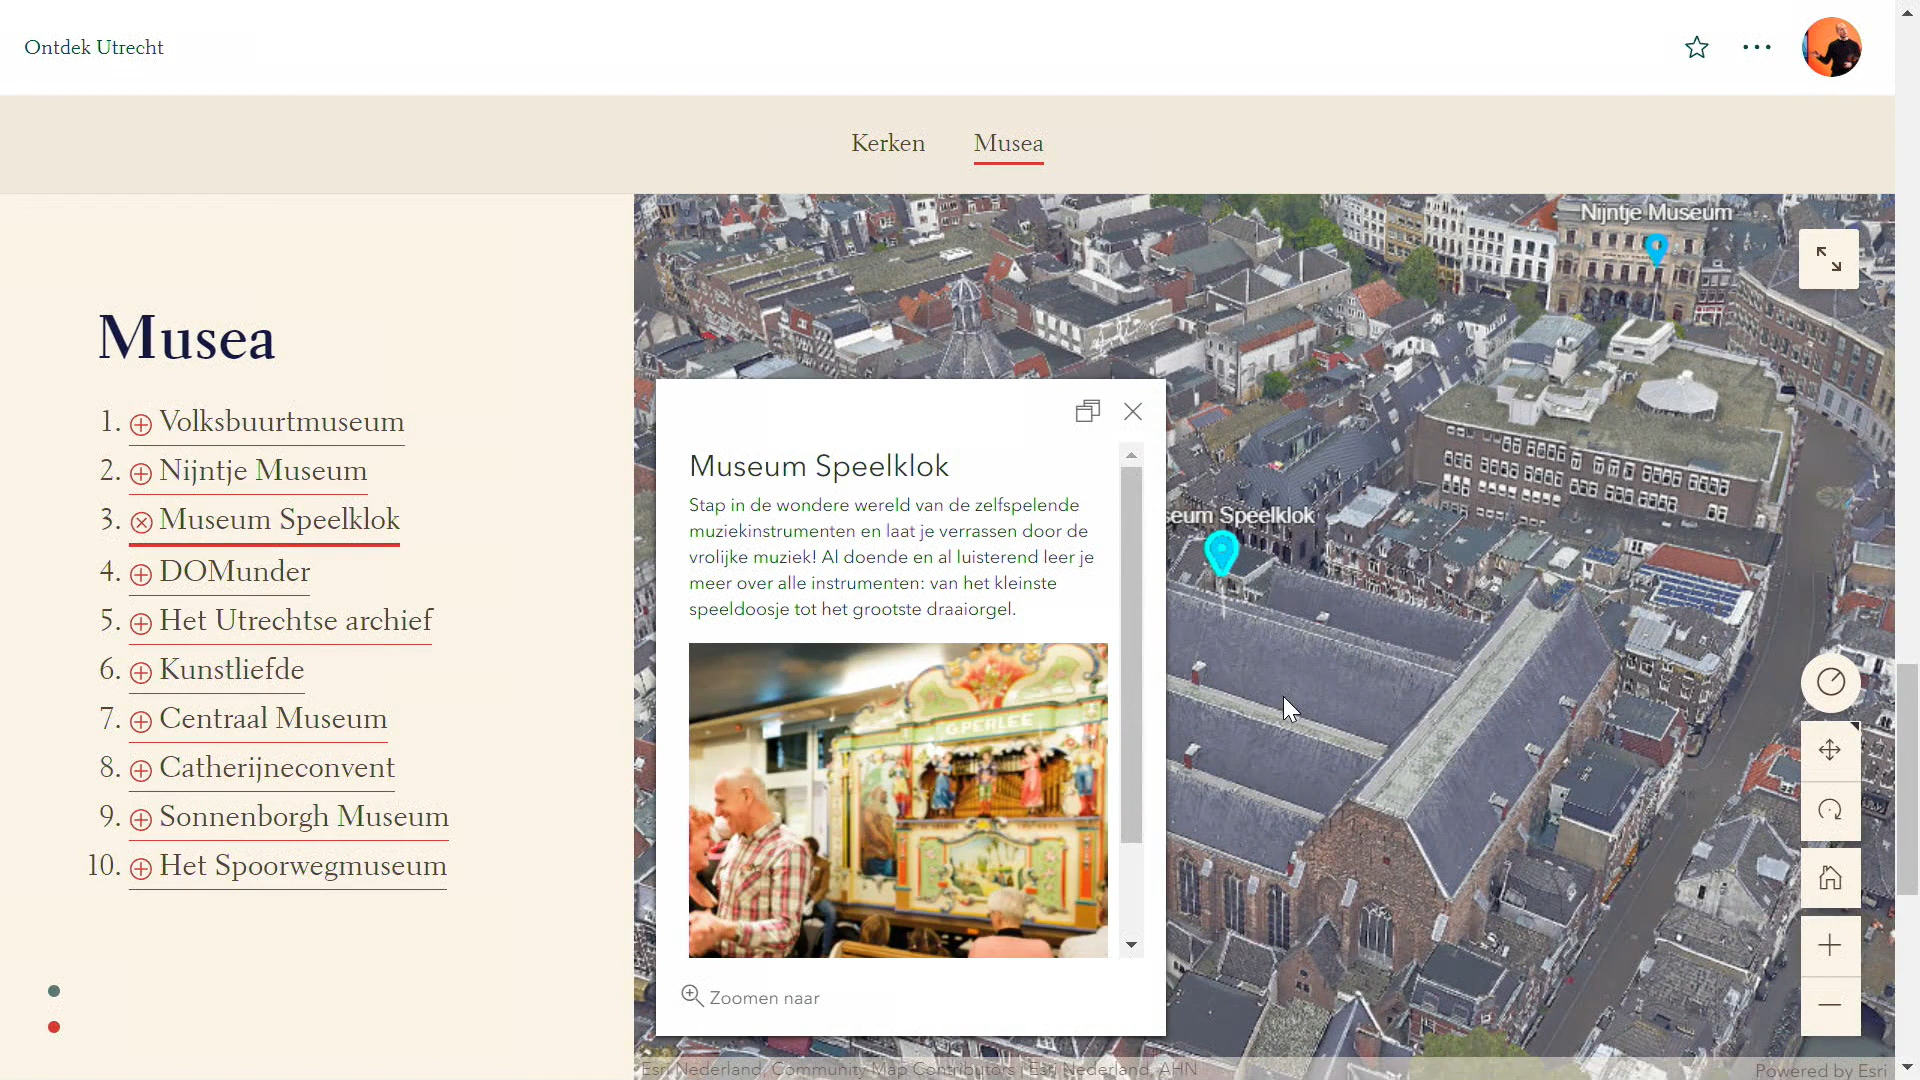 Ontdek Utrecht
Kerken
Musea
Musea
1. Volksbuurtmuseum
2. Nijntje Museum
3. Museum Speelklok
4. DOMunder
5. Het Utrechtse archief
6. Kunstliefde
7. Centraal Museum
8. Catherijneconvent
9. Sonnenborgh Museum
10. Het Spoorwegmuseum
Nijntje Museum
seum Speelklok
Museum Speelklok
Stap in de wondere wereld van de zelfspelende
muziekinstrumenten en laat je verrassen door de
vrolijke muziek! Al doende en al luisterend leer je
meer over alle instrumenten: van het kleinste
speeldoosje tot het grootste draaiorgel.
G. PERLEE
Zoomen naar
Esri Nederland, Community Map Contributors | Esri Nederland, AHN
Powered by Esri